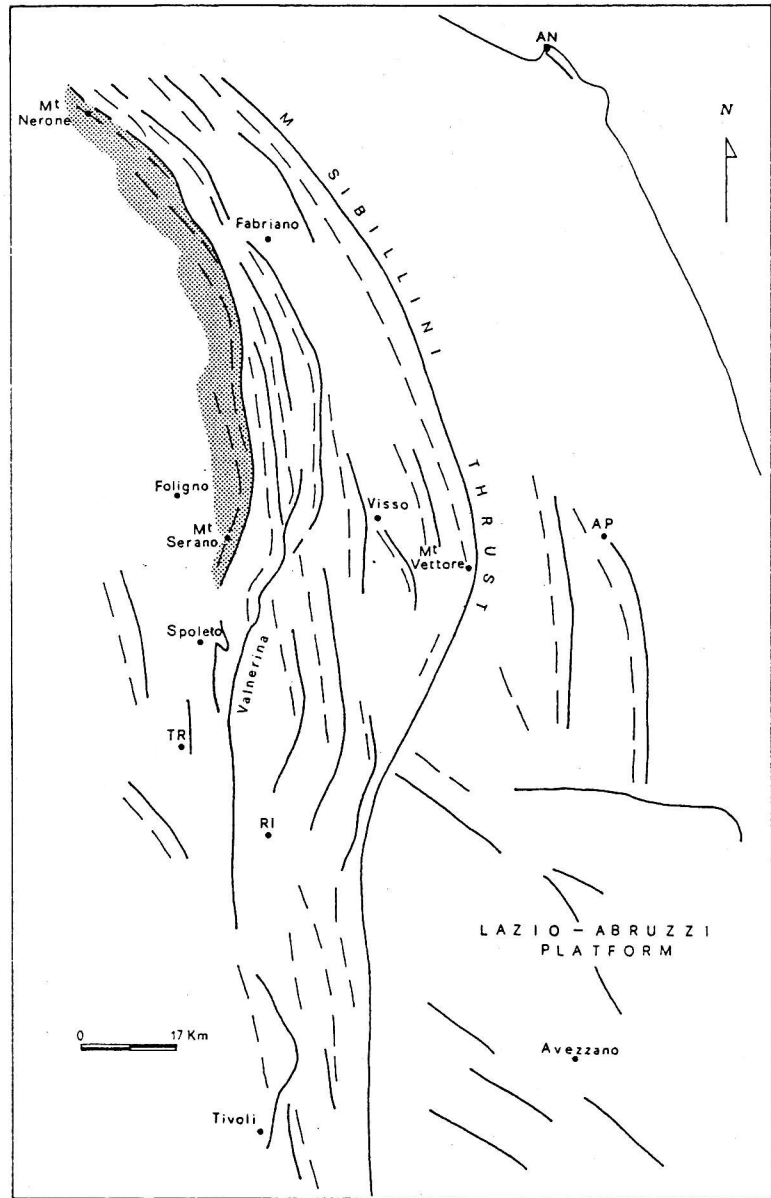 AN
N
Mt
Nerone
M SIBILLINI THRUST
Fabriano
Foligno
Visso
AP
Mt
Serano
Mt
Vettore
Spoleto
Valnerina
TR
RI
LAZIO – ABRUZZI
PLATFORM
0 17 Km
Avezzano
Tivoli